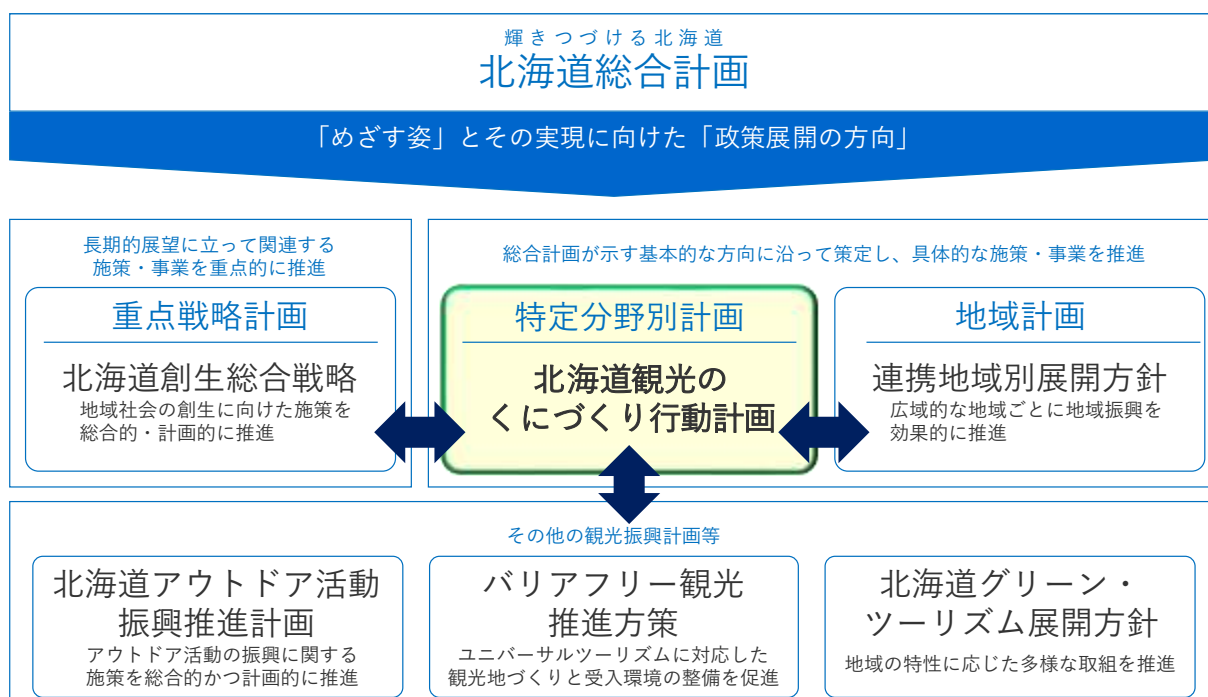 輝きつづける北海道
北海道総合計画
「めざす姿」とその実現に向けた「政策展開の方向」
長期的展望に立って関連する
施策・事業を重点的に推進
重点戦略計画
北海道創生総合戦略
地域社会の創生に向けた施策を
総合的・計画的に推進
総合計画が示す基本的な方向に沿って策定し、具体的な施策・事業を推進
特定分野別計画
北海道観光の
くにづくり行動計画
地域計画
連携地域別展開方針
広域的な地域ごとに地域振興を
効果的に推進
その他の観光振興計画等
北海道アウトドア活動
振興推進計画
アウトドア活動の振興に関する
施策を総合的かつ計画的に推進
バリアフリー観光
推進方策
ユニバーサルツーリズムに対応した
観光地づくりと受入環境の整備を促進
北海道グリーン・
ツーリズム展開方針
地域の特性に応じた多様な取組を推進